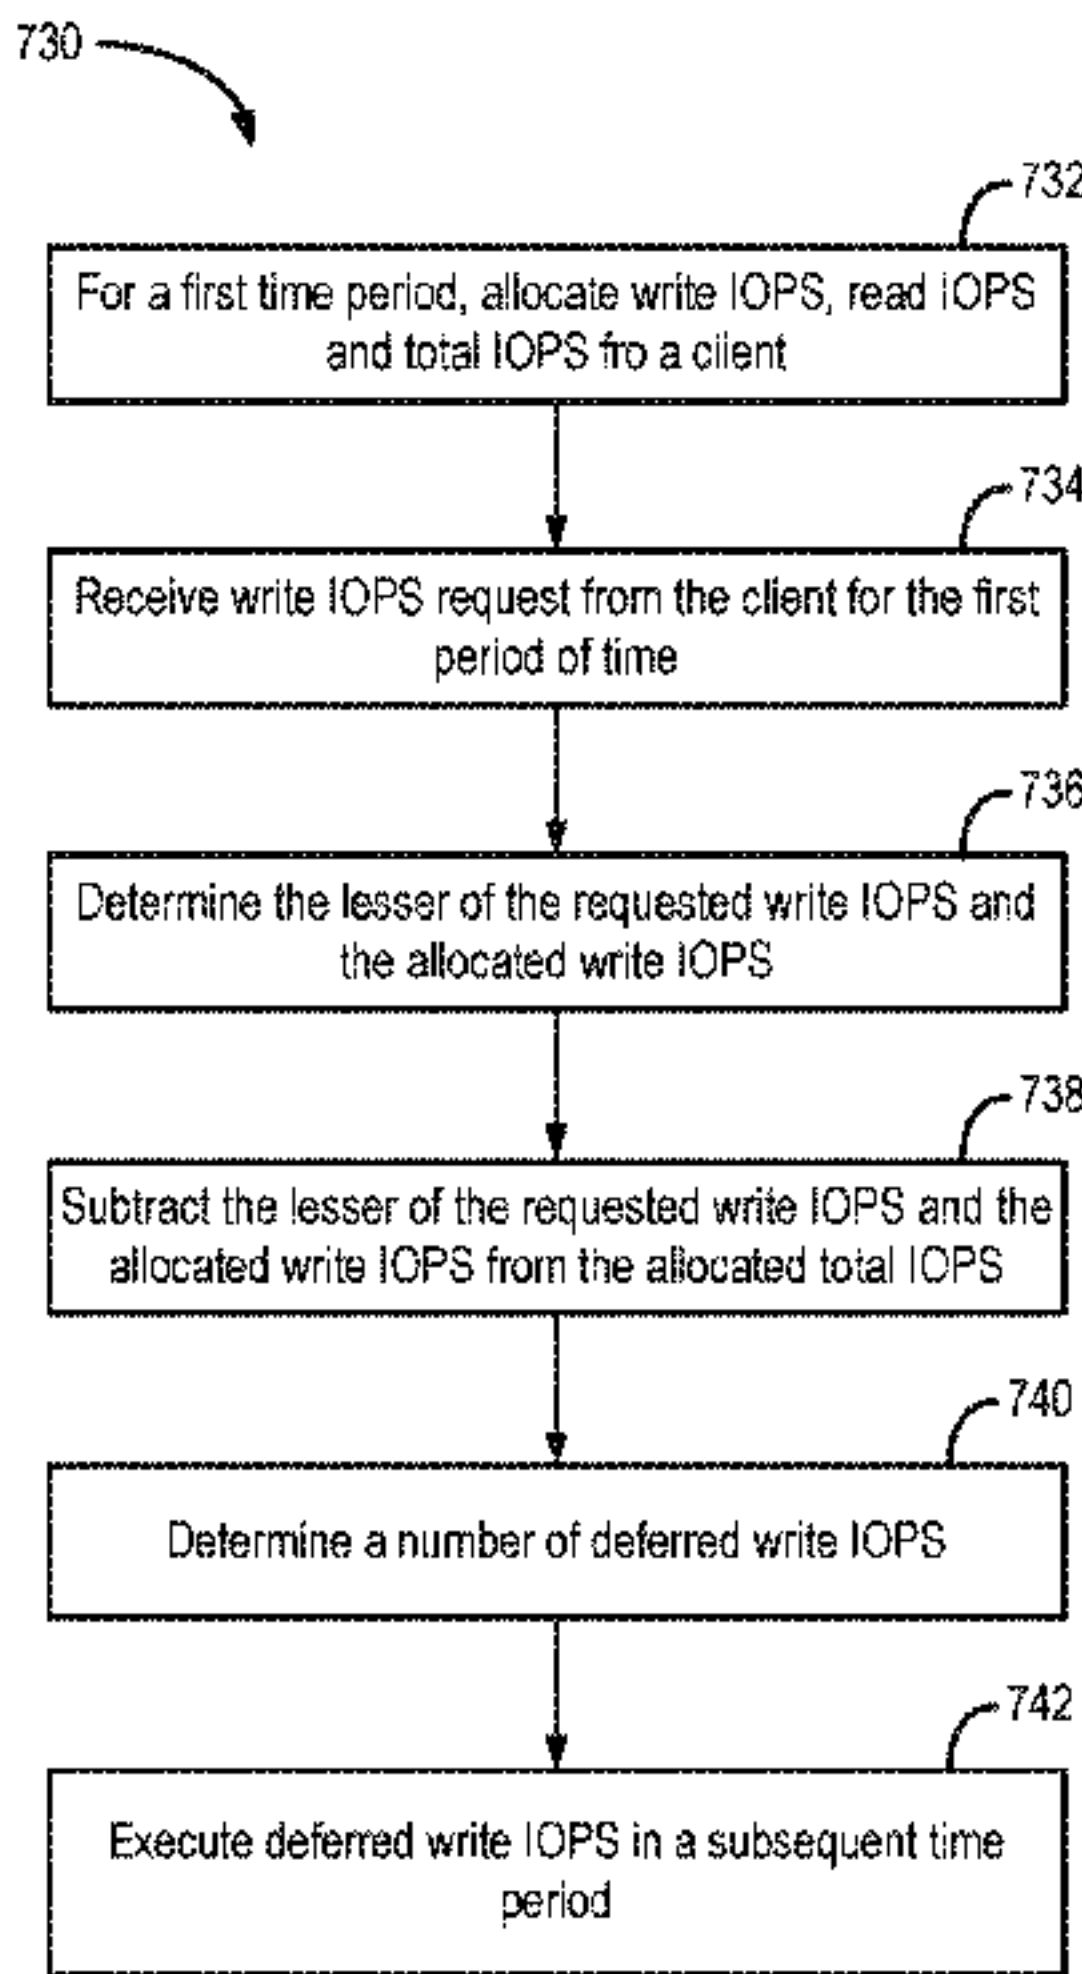 730
732
For a first time period, allocate write IOPS, read IOPS
and total IOPS fro a client
734
Receive write IOPS request from the client for the first
period of time
736
Determine the lesser of the requested write IOPS and
the allocated write IOPS
738
Subtract the lesser of the requested write IOPS and the
allocated write IOPS from the allocated total IOPS
740
Determine a number of deferred write IOPS
742
Execute deferred write IOPS in a subsequent time
period